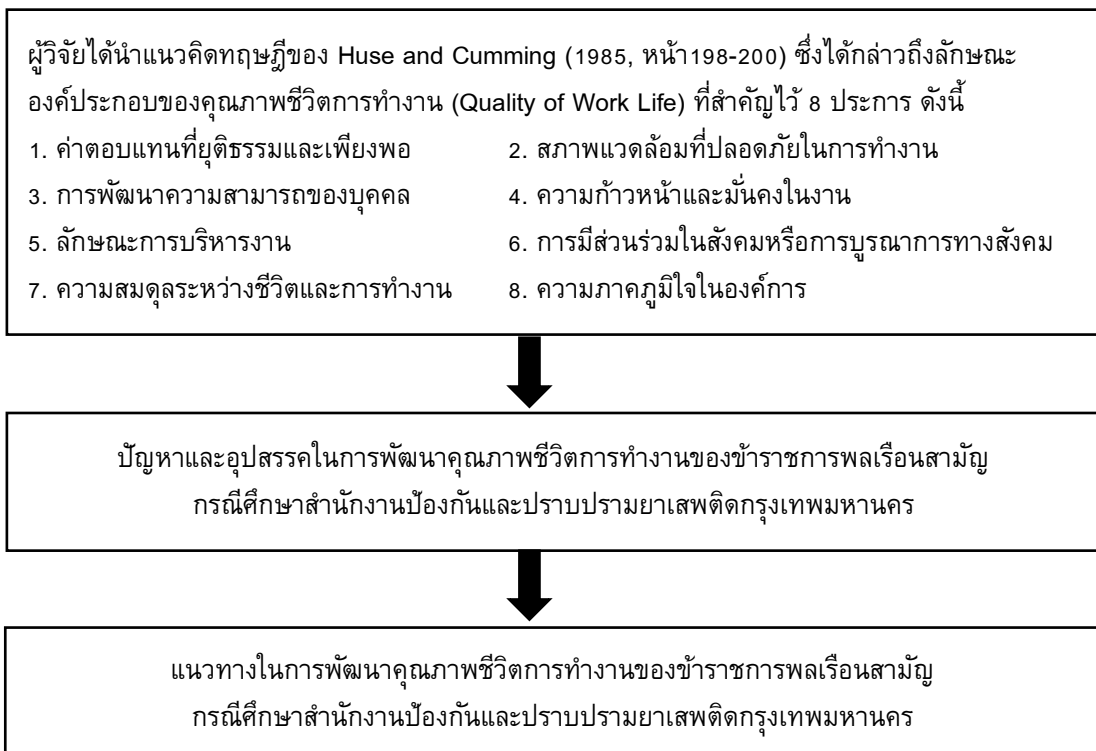 ผู้วิจัยได้นำแนวคิดทฤษฎีของ Huse and Cumming (1985, หน้า198-200) ซึ่งได้กล่าวถึงลักษณะ
องค์ประกอบของคุณภาพชีวิตการทำงาน (Quality of Work Life) ที่สำคัญไว้ 8 ประการ ดังนี้
1. ค่าตอบแทนที่ยุติธรรมและเพียงพอ 2. สภาพแวดล้อมที่ปลอดภัยในการทำงาน
3. การพัฒนาความสามารถของบุคคล 4. ความก้าวหน้าและมั่นคงในงาน
5. ลักษณะการบริหารงาน 6. การมีส่วนร่วมในสังคมหรือการบูรณาการทางสังคม
7. ความสมดุลระหว่างชีวิตและการทำงาน 8. ความภาคภูมิใจในองค์การ
ปัญหาและอุปสรรคในการพัฒนาคุณภาพชีวิตการทำงานของข้าราชการพลเรือนสามัญ
กรณีศึกษาสำนักงานป้องกันและปราบปรามยาเสพติดกรุงเทพมหานคร
แนวทางในการพัฒนาคุณภาพชีวิตการทำงานของข้าราชการพลเรือนสามัญ
กรณีศึกษาสำนักงานป้องกันและปราบปรามยาเสพติดกรุงเทพมหานคร